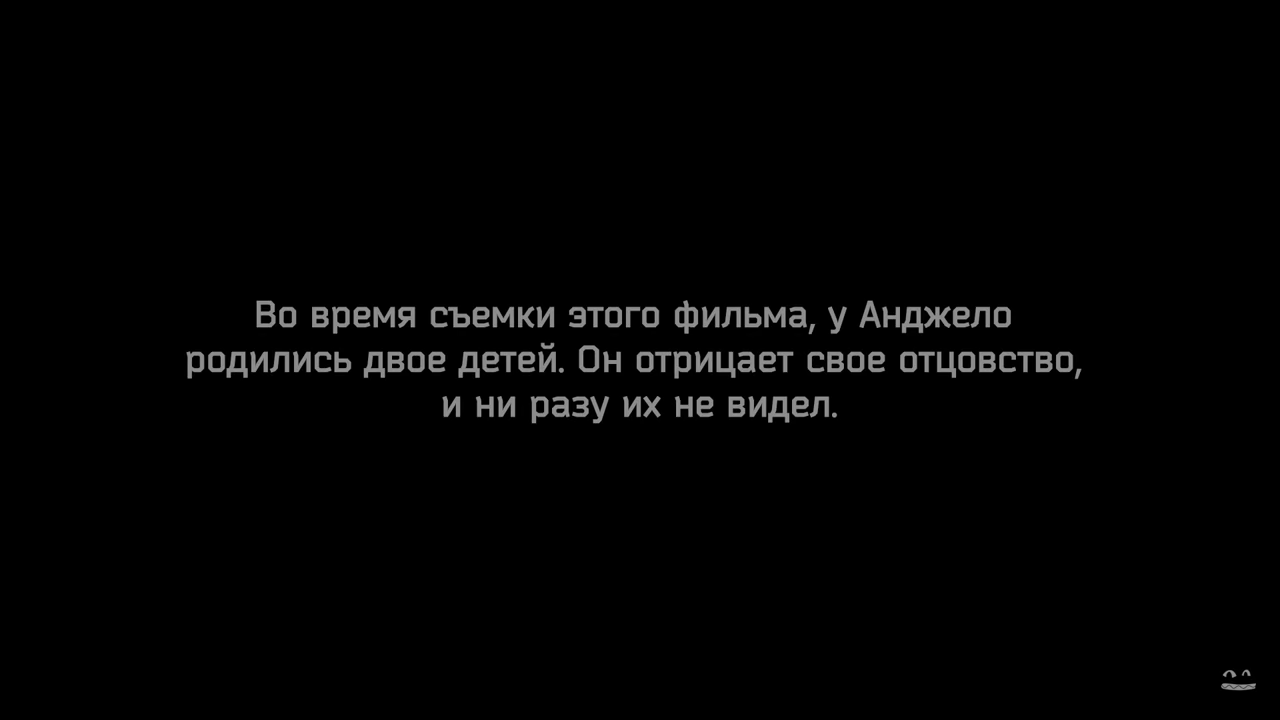 Во время съемки этого фильма, у Анджело
родились двое детей. Он отрицает свое отцовство,
и ни разу их не видел.